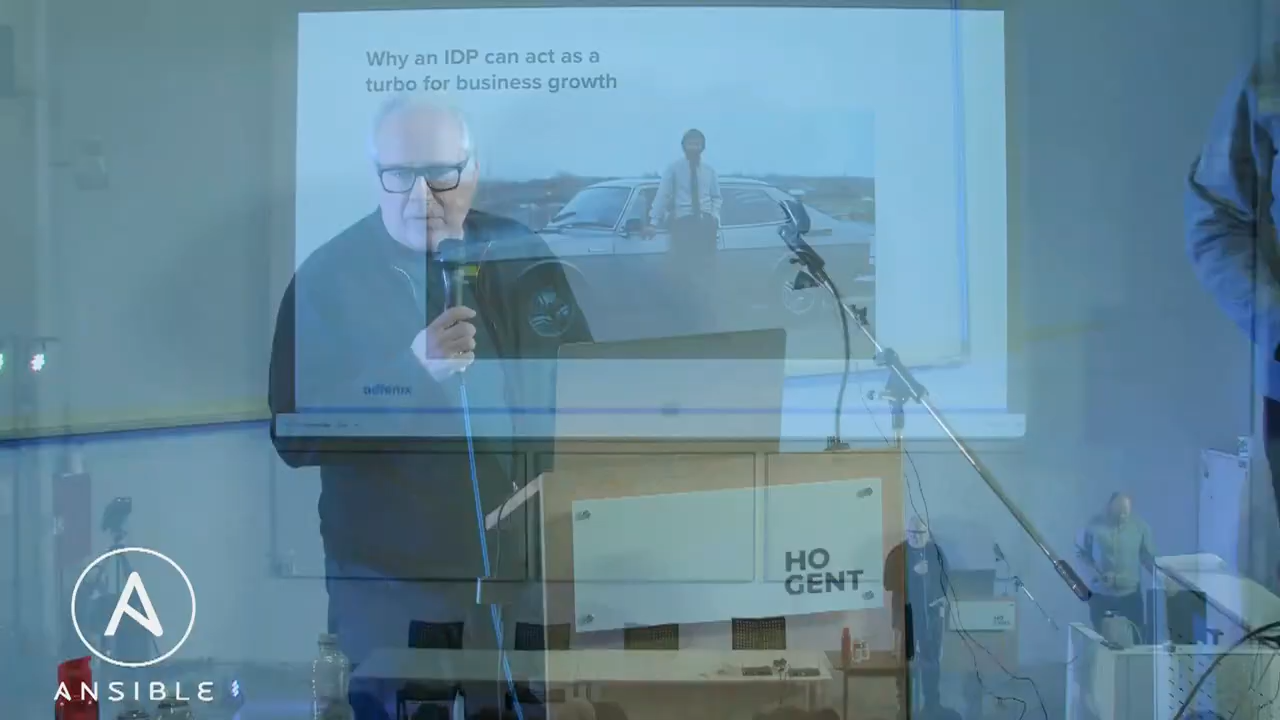 Why an IDP can act as a
turbo for business growth
adfenix
HO
GENT
ANSIBLE